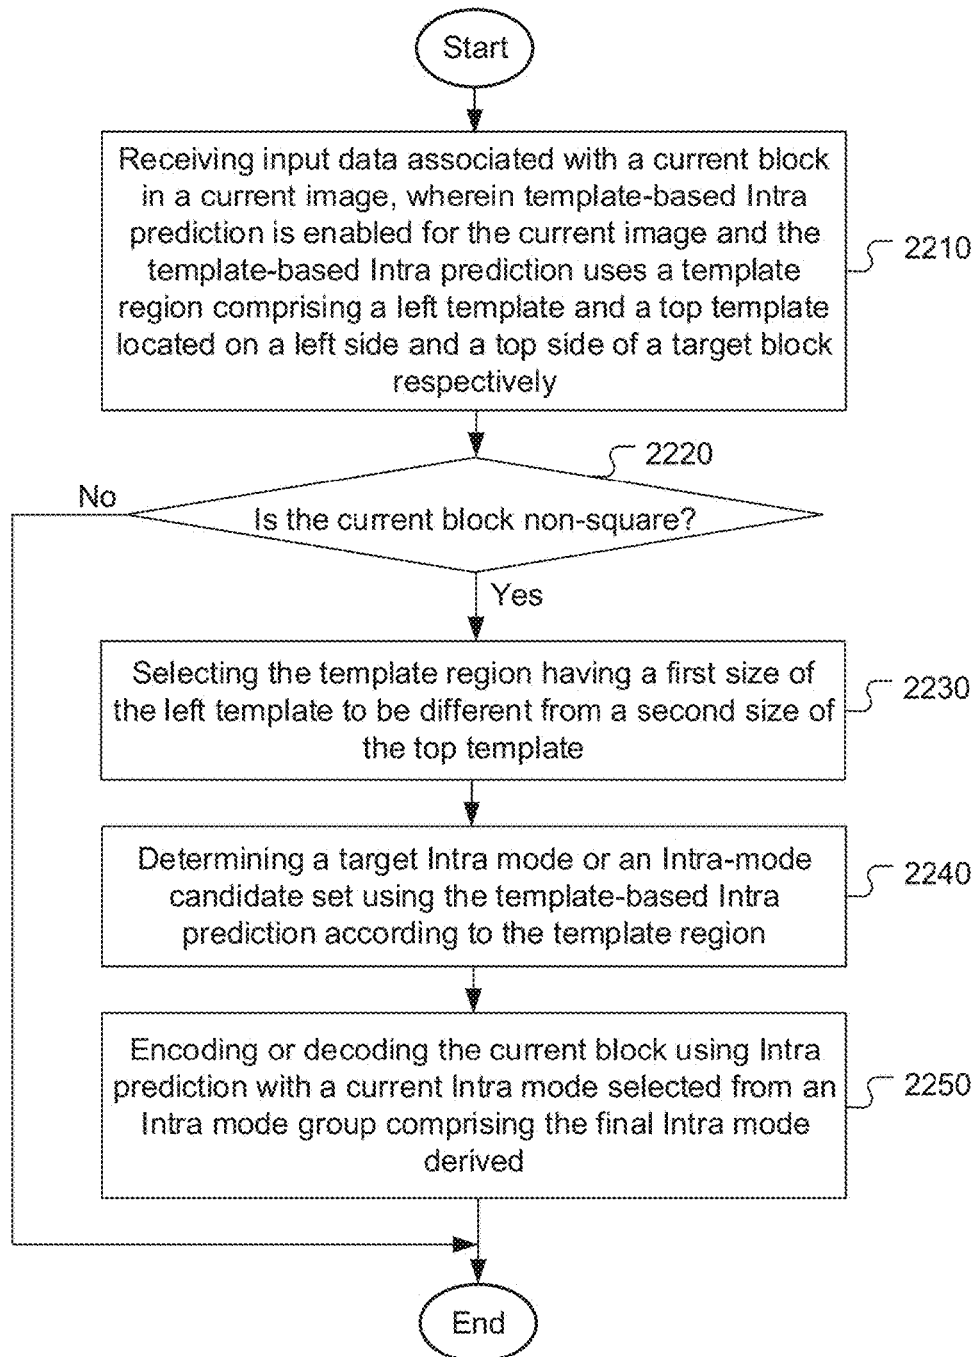 Start
Receiving input data associated with a current block
in a current image, wherein template-based Intra
prediction is enabled for the current image and the
template-based Intra prediction uses a template
region comprising a left template and a top template
located on a left side and a top side of a target block
respectively
2210
2220
No
Is the current block non-square?
Yes
Selecting the template region having a first size of
the left template to be different from a second size of
the top template
2230
Determining a target Intra mode or an Intra-mode
candidate set using the template-based Intra
prediction according to the template region
2240
Encoding or decoding the current block using Intra
prediction with a current Intra mode selected from an
Intra mode group comprising the final Intra mode
derived
2250
End